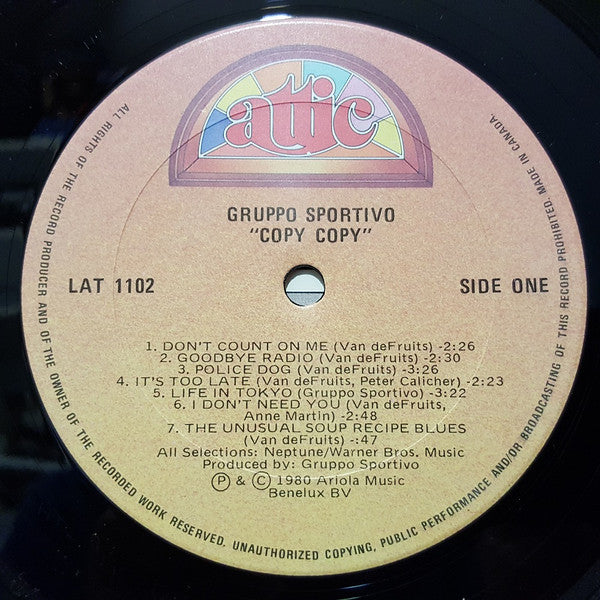 attic
GRUPPO SPORTIVO
"COPY COPY"
LAT 1102
SIDE ONE
1. DON'T COUNT ON ME (Van deFruits) -2:26
2. GOODBYE RADIO (Van deFruits) -2:30
3. POLICE DOG (Van deFruits) -3:26
4. IT'S TOO LATE (Van deFruits, Peter Calicher) -2:23
5. LIFE IN TOKYO (Gruppo Sportivo) -3:22
6. I DON'T NEED YOU (Van deFruits,
Anne Martin) -2:48
7. THE UNUSUAL SOUP RECIPE BLUES
(Van deFruits) -:47
All Selections: Neptune/Warner Bros. Music
Produced by: Gruppo Sportivo
Ⓟ & © 1980 Ariola Music
Benelux BV
ALL RIGHTS OF THE RECORD PRODUCER AND OF THE OWNER OF THE RECORDED WORK RESERVED. UNAUTHORIZED COPYING, PUBLIC PERFORMANCE AND/OR BROADCASTING OF THIS RECORD PROHIBITED. MADE IN CANADA.